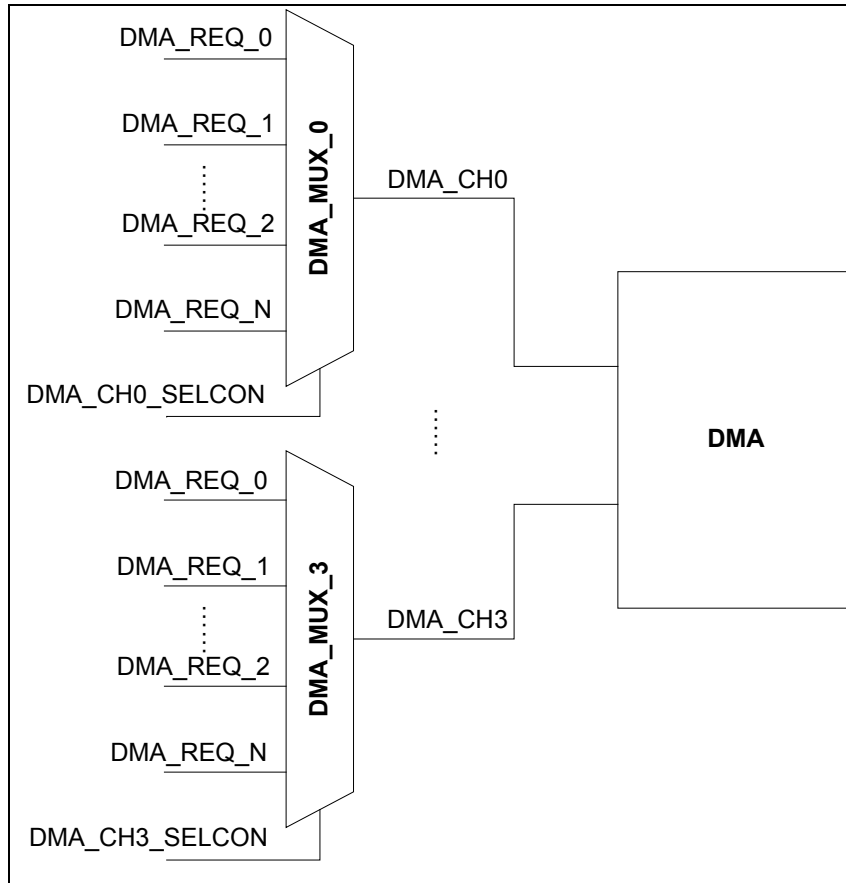 DMA_REQ_0
DMA_REQ_1
DMA_REQ_2
DMA_REQ_N
DMA_CH0_SELCON
DMA_MUX_0
DMA_CH0
DMA_REQ_0
DMA_REQ_1
DMA_REQ_2
DMA_REQ_N
DMA_CH3_SELCON
DMA_MUX_3
DMA_CH3
DMA